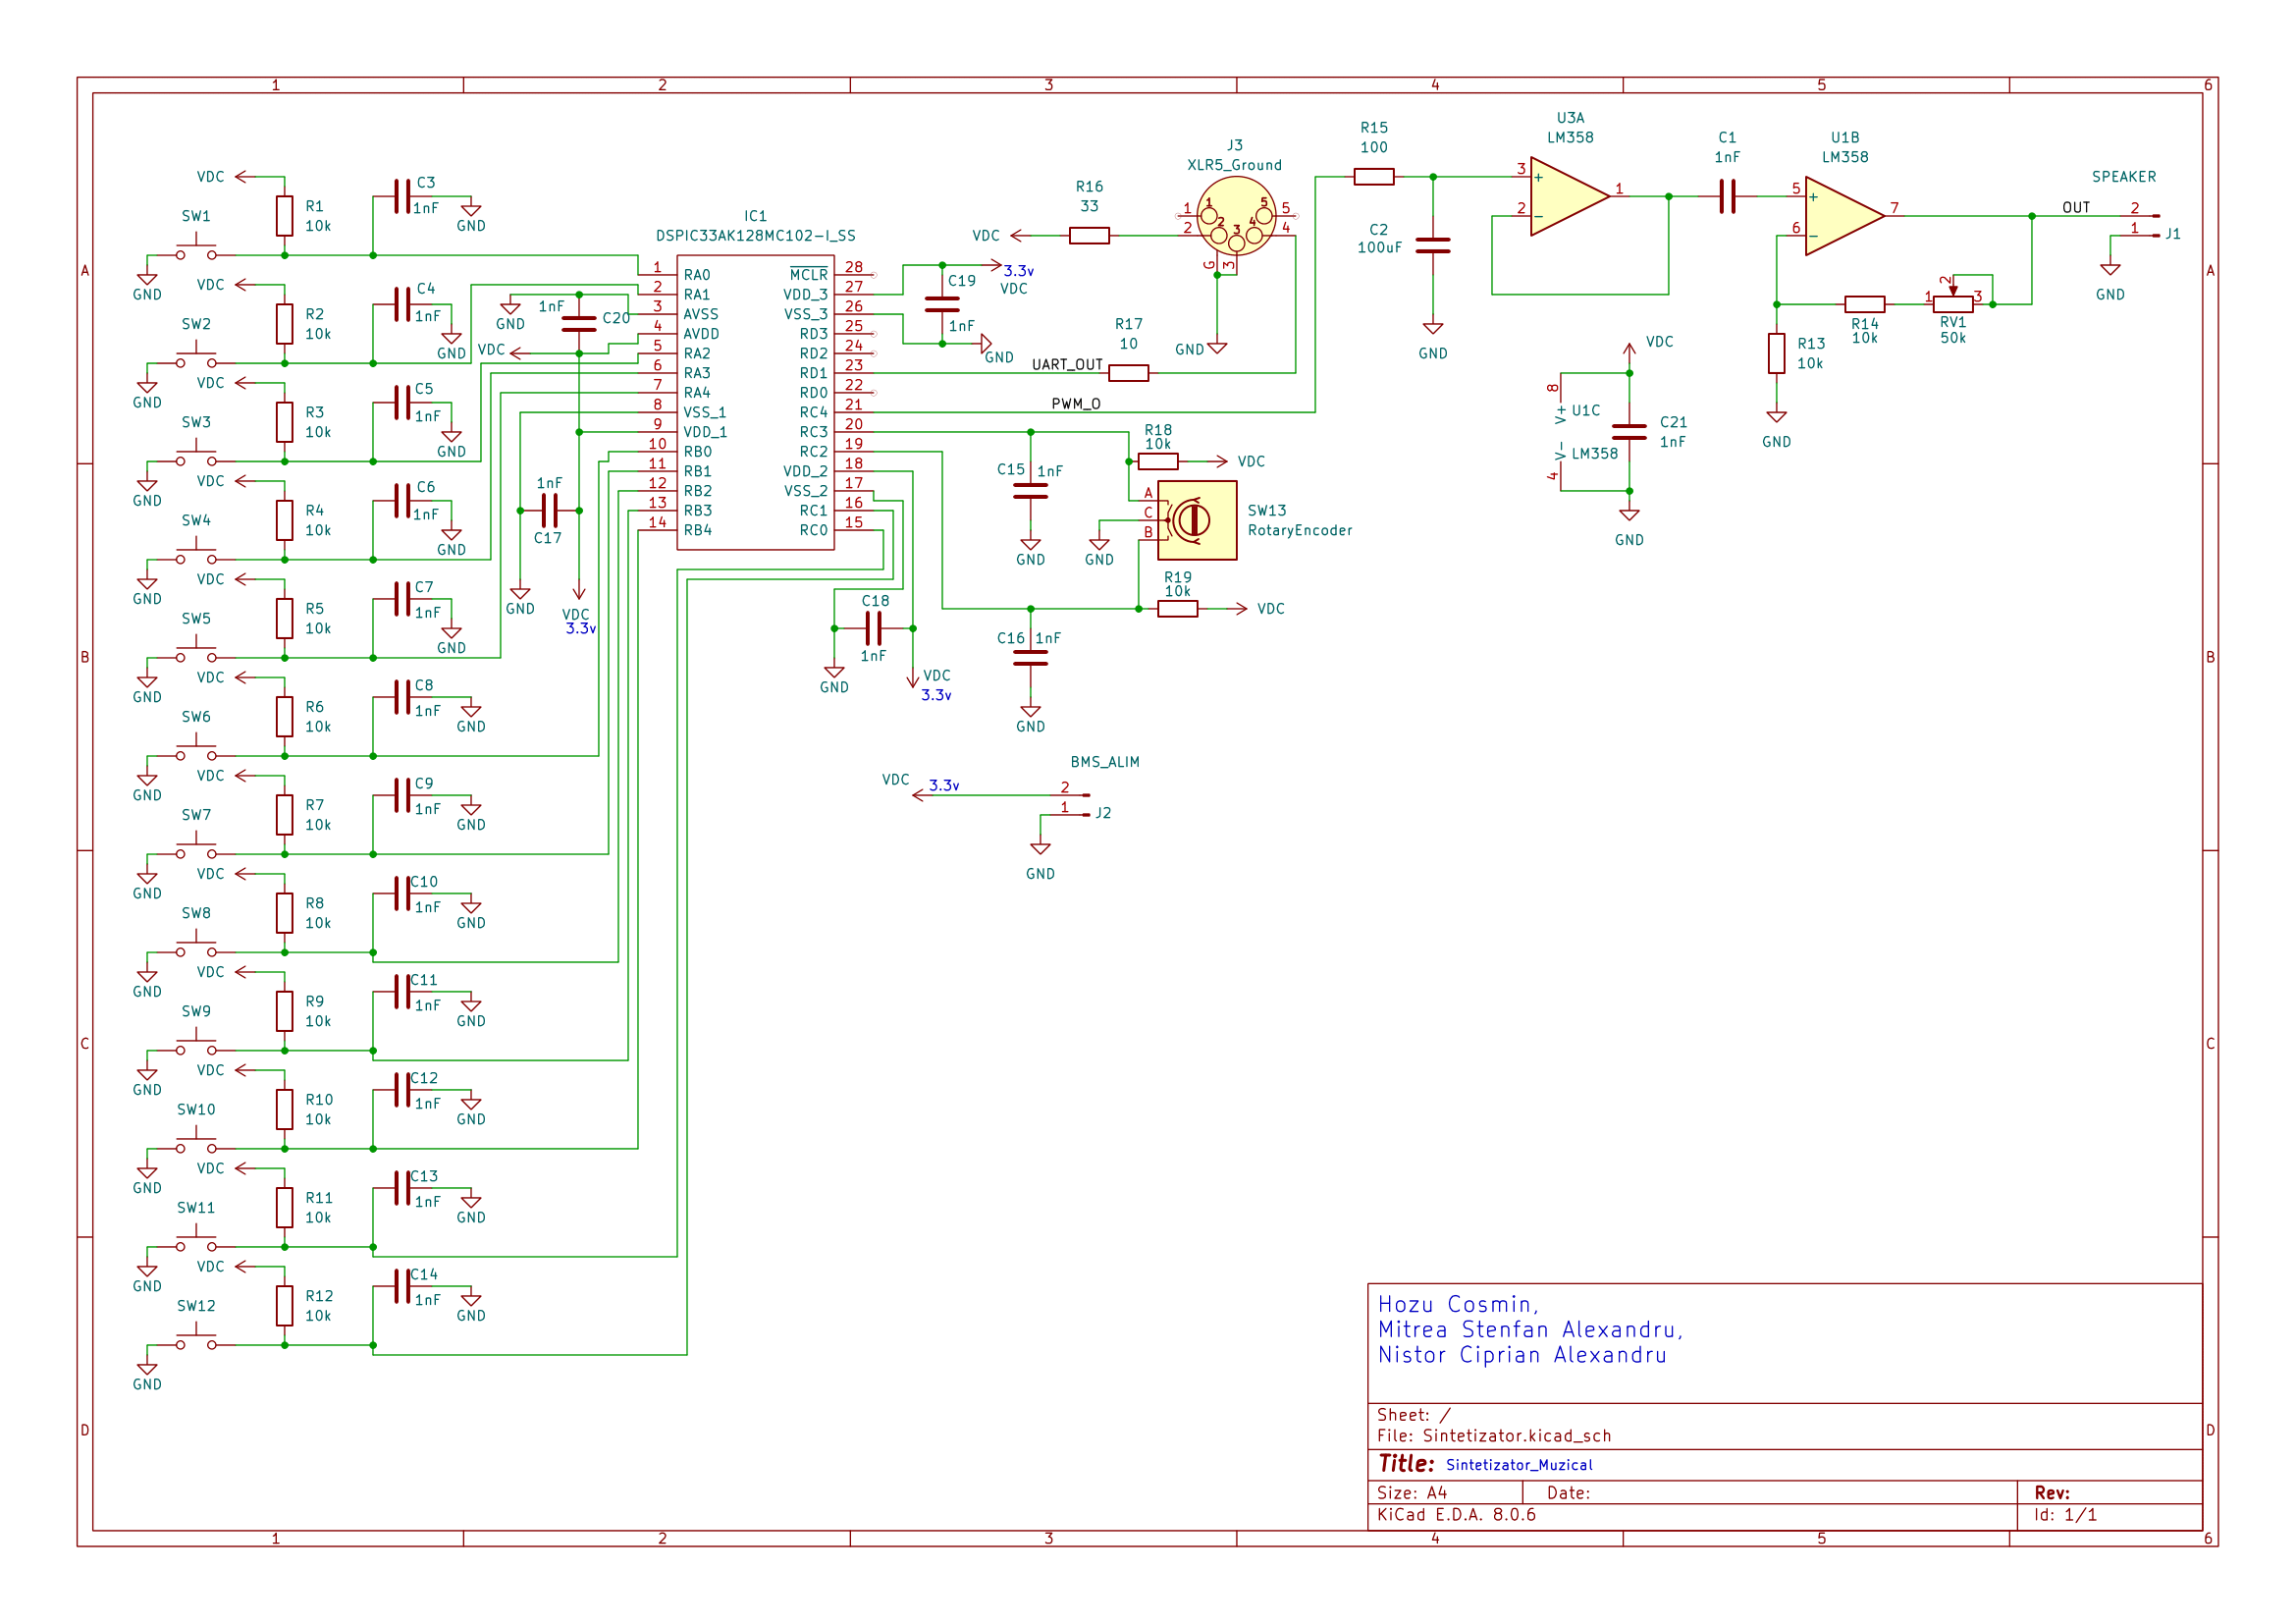 1 2 3 4 5 6
A
B
C
D
VDC
R1
10k
C3
1nF
GND
SW1
GND
VDC
R2
10k
C4
1nF
GND
SW2
GND
VDC
R3
10k
C5
1nF
GND
SW3
GND
VDC
R4
10k
C6
1nF
GND
SW4
GND
VDC
R5
10k
C7
1nF
GND
SW5
GND
VDC
R6
10k
C8
1nF
GND
SW6
GND
VDC
R7
10k
C9
1nF
GND
SW7
GND
VDC
R8
10k
C10
1nF
GND
SW8
GND
VDC
R9
10k
C11
1nF
GND
SW9
GND
VDC
R10
10k
C12
1nF
GND
SW10
GND
VDC
R11
10k
C13
1nF
GND
SW11
GND
VDC
R12
10k
C14
1nF
GND
SW12
GND
1nF
C20
GND
VDC
1nF
C17
GND
VDC
3.3v
IC1
DSPIC33AK128MC102-I_SS
1 RA0 MCLR 28
2 RA1 VDD_3 27
3 AVSS VSS_3 26
4 AVDD RD3 25
5 RA2 RD2 24
6 RA3 RD1 23
7 RA4 RD0 22
8 VSS_1 RC4 21
9 VDD_1 RC3 20
10 RB0 RC2 19
11 RB1 VDD_2 18
12 RB2 VSS_2 17
13 RB3 RC1 16
14 RB4 RC0 15
C18
1nF
GND
VDC
3.3v
C19
1nF
3.3v
VDC
GND
VDC
R16
33
J3
XLR5_Ground
1 1 5 5
2 2 3 4 4
G 3
GND
UART_OUT
R17
10
PWM_O
R18
10k
VDC
C15
1nF
GND
A
C
B
GND
SW13
RotaryEncoder
R19
10k
VDC
C16
1nF
GND
BMS_ALIM
VDC
3.3v
2
1
J2
GND
R15
100
C2
100uF
GND
U3A
LM358
3 +
2 −
1
C1
1nF
U1B
LM358
5 +
6 −
7
R13
10k
GND
R14
10k
1 2 3
RV1
50k
OUT
SPEAKER
2
1
J1
GND
VDC
8
V+
U1C
V-
LM358
4
C21
1nF
GND
Hozu Cosmin,
Mitrea Stenfan Alexandru,
Nistor Ciprian Alexandru
Sheet: /
File: Sintetizator.kicad_sch
Title: Sintetizator_Muzical
Size: A4 Date: Rev:
KiCad E.D.A. 8.0.6 Id: 1/1
A
B
C
D
1 2 3 4 5 6